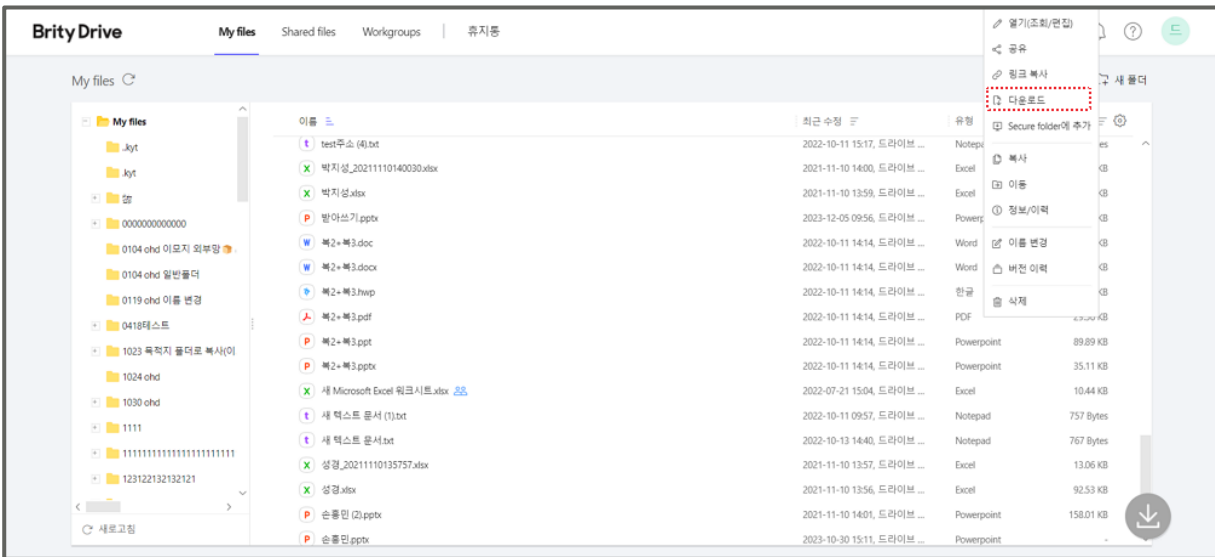 Brity Drive
My files
Shared files
Workgroups
휴지통
드
My files
새 폴더
열기(조회/편집)
공유
링크 복사
다운로드
Secure folder에 추가
복사
이동
정보/이력
이름 변경
버전 이력
삭제
My files
.kyt
.kyt
0000000000000
0104 ohd 이모지 외부망
0104 ohd 일반폴더
0119 ohd 이름 변경
0418테스트
1023 목적지 폴더로 복사(이
1024 ohd
1030 ohd
1111
123122132132121
새로고침
이름 최근 수정 유형
test주소 (4).txt 2022-10-11 15:17, 드라이브 ...
박지성_20211110140030.xlsx 2021-11-10 14:00, 드라이브 ... Excel
박지성.xlsx 2021-11-10 13:59, 드라이브 ... Excel
받아쓰기.pptx 2023-12-05 09:56, 드라이브 ...
복2+복3.doc 2022-10-11 14:14, 드라이브 ... Word
복2+복3.docx 2022-10-11 14:14, 드라이브 ... Word
복2+복3.hwp 2022-10-11 14:14, 드라이브 ... 한글
복2+복3.pdf 2022-10-11 14:14, 드라이브 ... PDF
복2+복3.ppt 2022-10-11 14:14, 드라이브 ... Powerpoint 89.89 KB
복2+복3.pptx 2022-10-11 14:14, 드라이브 ... Powerpoint 35.11 KB
새 Microsoft Excel 워크시트.xlsx 2022-07-21 15:04, 드라이브 ... Excel 10.44 KB
새 텍스트 문서 (1).txt 2022-10-11 09:57, 드라이브 ... Notepad 757 Bytes
새 텍스트 문서.txt 2022-10-13 14:40, 드라이브 ... Notepad 767 Bytes
성경_20211110135757.xlsx 2021-11-10 13:57, 드라이브 ... Excel 13.06 KB
성경.xlsx 2021-11-10 13:56, 드라이브 ... Excel 92.53 KB
손흥민 (2).pptx 2021-11-10 14:01, 드라이브 ... Powerpoint 158.01 KB
손흥민.pptx 2023-10-30 15:11, 드라이브 ... Powerpoint -